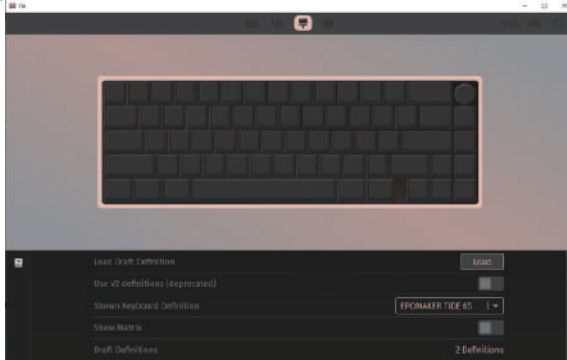 VIA
Load Draft Definition
Load
Use V2 definitions (deprecated)
Shown Keyboard Definition
EPOMAKER TIDE 65
Show Matrix
Draft Definitions
2 Definitions